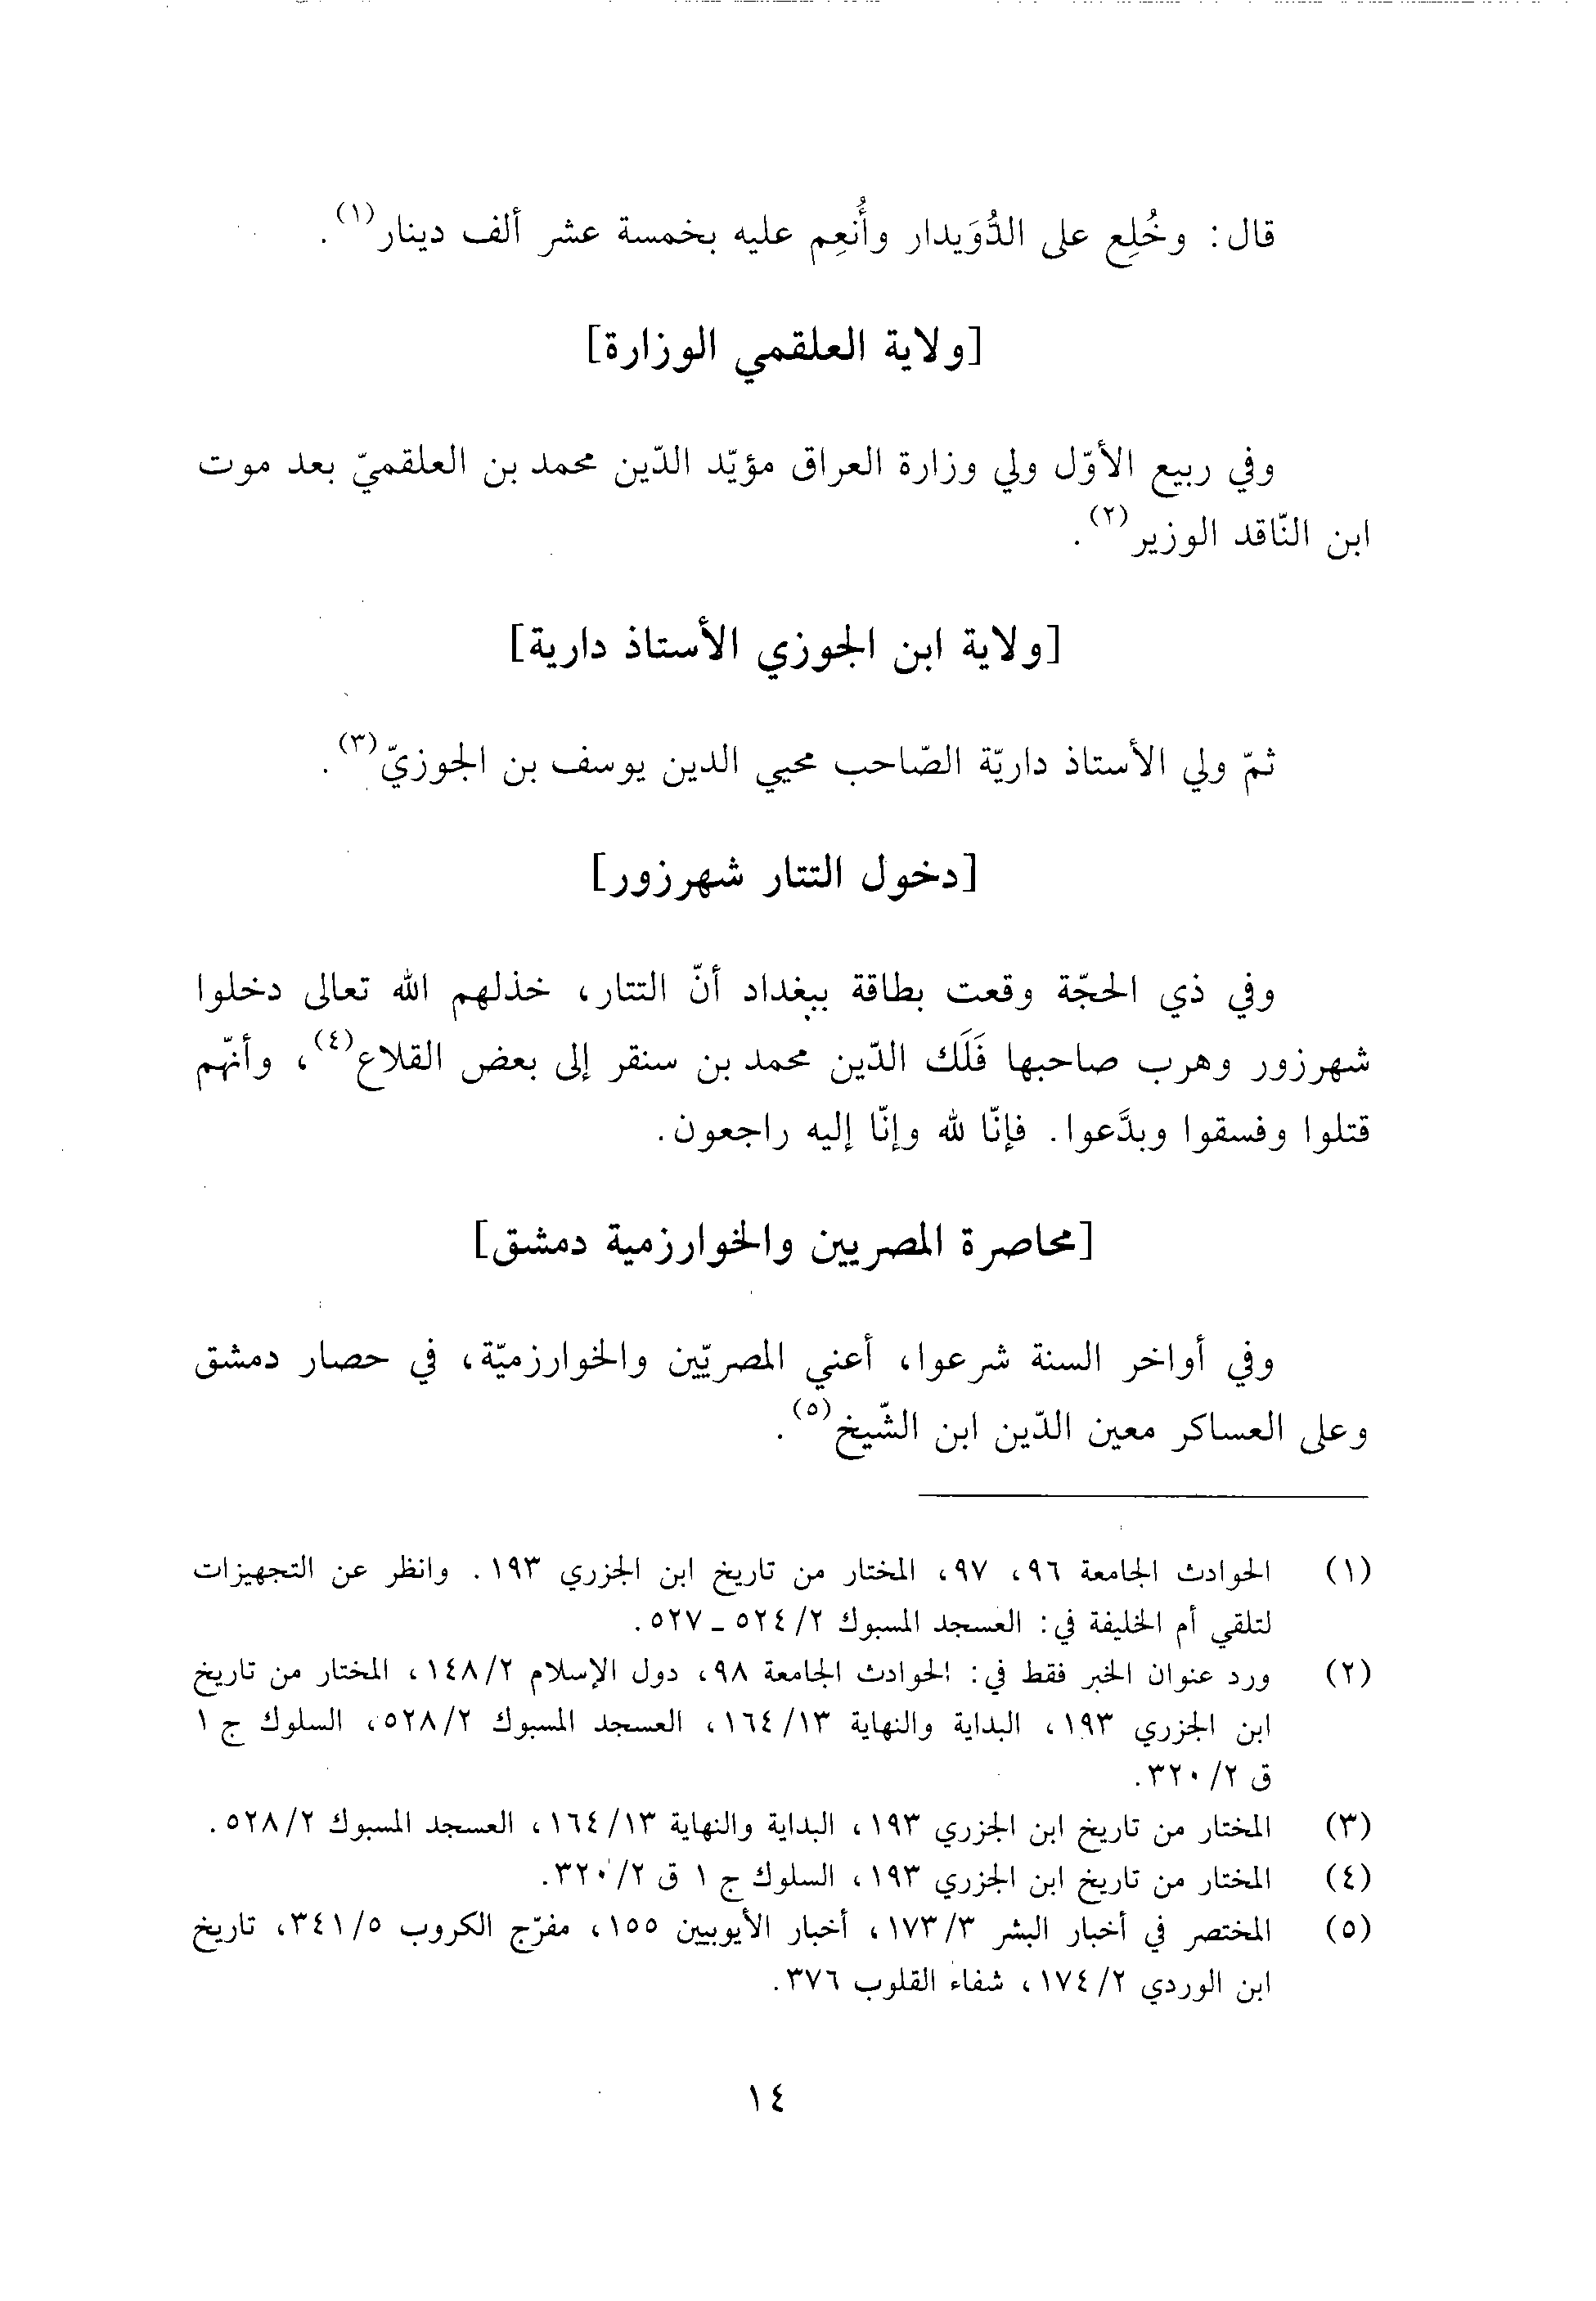 قال: وخُلِع على الدُّوَيدار وأُنعِم عليه بخمسة عشر ألف دينار(١).
[ولاية العلقمي الوزارة]
وفي ربيع الأوّل ولي وزارة العراق مؤيّد الدّين محمد بن العلقميّ بعد موت
ابن النّاقد الوزير(٢).
[ولاية ابن الجوزي الأستاذ دارية]
ثمّ ولي الأستاذ داريّة الصّاحب محيي الدين يوسف بن الجوزيّ(٣).
[دخول التتار شهرزور]
وفي ذي الحجّة وقعت بطاقة ببغداد أنّ التتار، خذلهم الله تعالى دخلوا
شهرزور وهرب صاحبها فَلَك الدّين محمد بن سنقر إلى بعض القلاع(٤)، وأنهّم
قتلوا وفسقوا وبدَّعوا. فإنّا لله وإنّا إليه راجعون.
[محاصرة المصريين والخوارزمية دمشق]
وفي أواخر السنة شرعوا، أعني المصريّين والخوارزميّة، في حصار دمشق
وعلى العساكر معين الدّين ابن الشّيخ(٥).
(١) الحوادث الجامعة ٩٦، ٩٧، المختار من تاريخ ابن الجزري ١٩٣. وانظر عن التجهيزات
لتلقي أم الخليفة في: العسجد المسبوك ٢/ ٥٢٤ ـ ٥٢٧.
(٢) ورد عنوان الخبر فقط في: الحوادث الجامعة ٩٨، دول الإسلام ٢/ ١٤٨، المختار من تاريخ
ابن الجزري ١٩٣، البداية والنهاية ١٣/ ١٦٤، العسجد المسبوك ٢/ ٥٢٨، السلوك ج ١
ق ٢/ ٣٢٠.
(٣) المختار من تاريخ ابن الجزري ١٩٣، البداية والنهاية ١٣/ ١٦٤، العسجد المسبوك ٢/ ٥٢٨.
(٤) المختار من تاريخ ابن الجزري ١٩٣، السلوك ج ١ ق ٢/ ٣٢٠.
(٥) المختصر في أخبار البشر ٣/ ١٧٣، أخبار الأيوبيين ١٥٥، مفرّج الكروب ٥/ ٣٤١، تاريخ
ابن الوردي ٢/ ١٧٤، شفاء القلوب ٣٧٦.
١٤